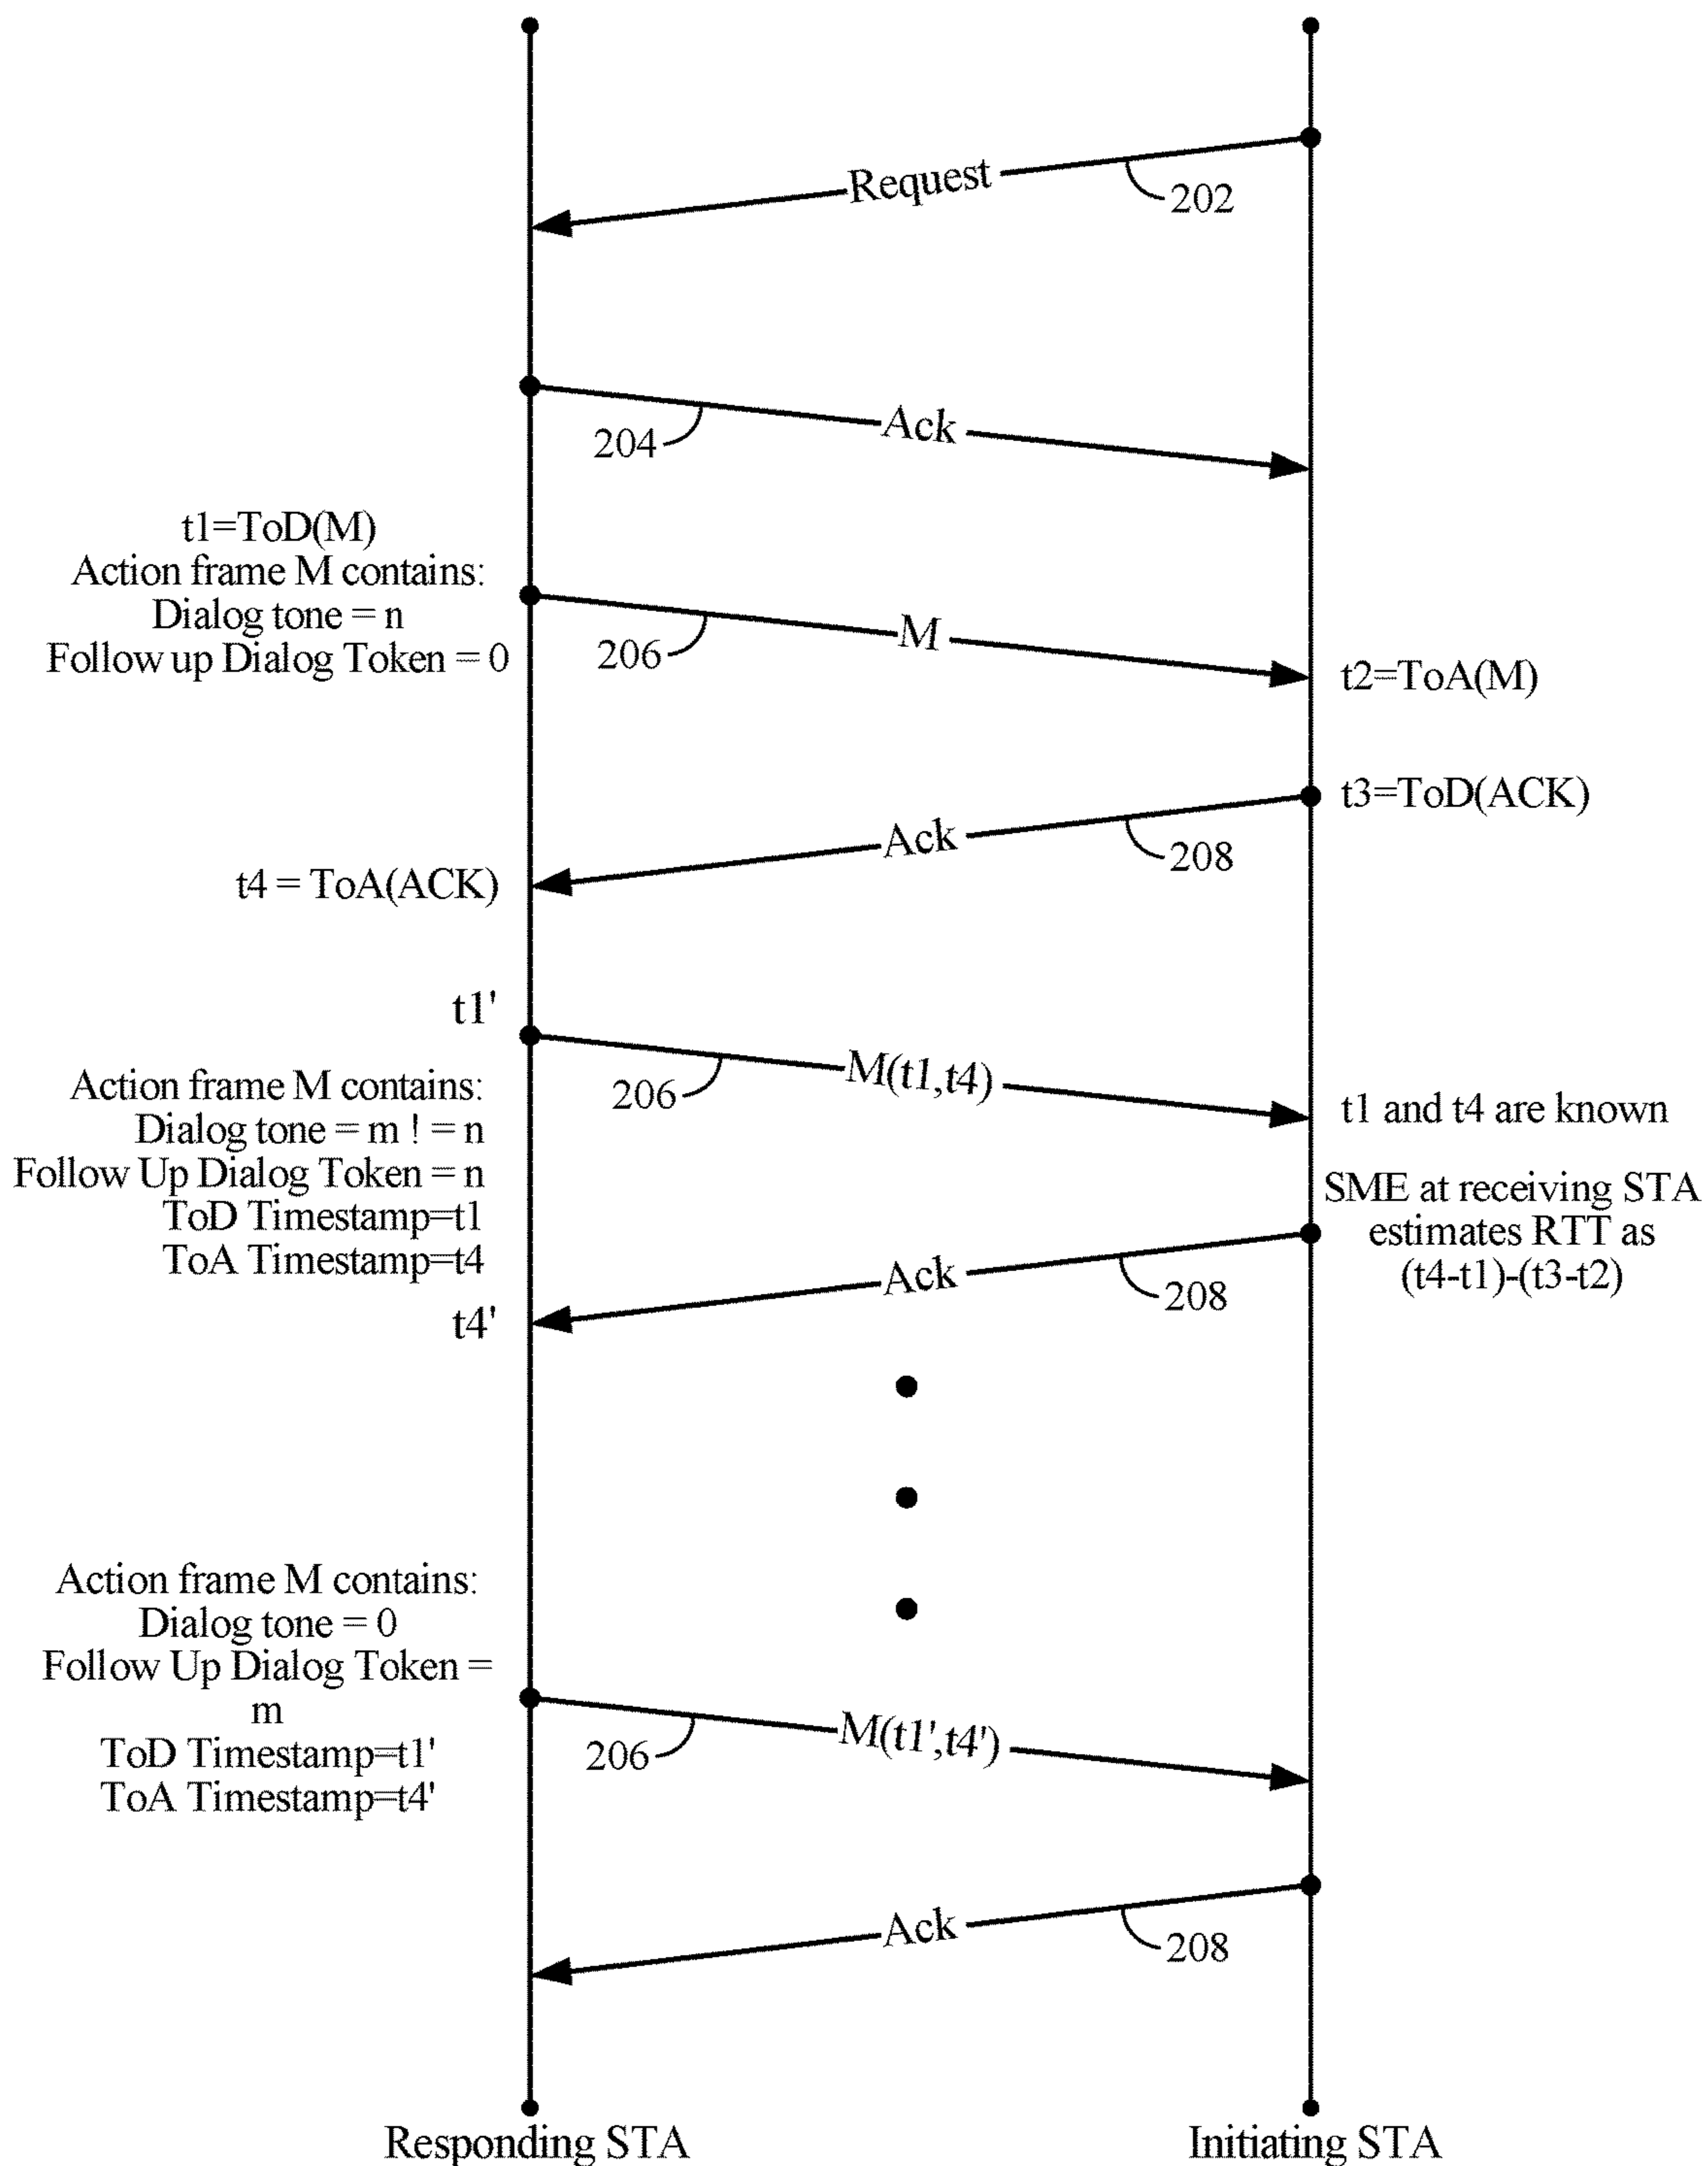 Request
202
Ack
204
t1=ToD(M)
Action frame M contains:
Dialog tone = n
Follow up Dialog Token = 0
M
206
t2=ToA(M)
t3=ToD(ACK)
Ack
208
t4 = ToA(ACK)
t1'
M(t1,t4)
206
Action frame M contains:
Dialog tone = m ! = n
Follow Up Dialog Token = n
ToD Timestamp=t1
ToA Timestamp=t4
t1 and t4 are known
SME at receiving STA
estimates RTT as
(t4-t1)-(t3-t2)
Ack
208
t4'
Action frame M contains:
Dialog tone = 0
Follow Up Dialog Token =
m
ToD Timestamp=t1'
ToA Timestamp=t4'
M(t1',t4')
206
Ack
208
Responding STA
Initiating STA